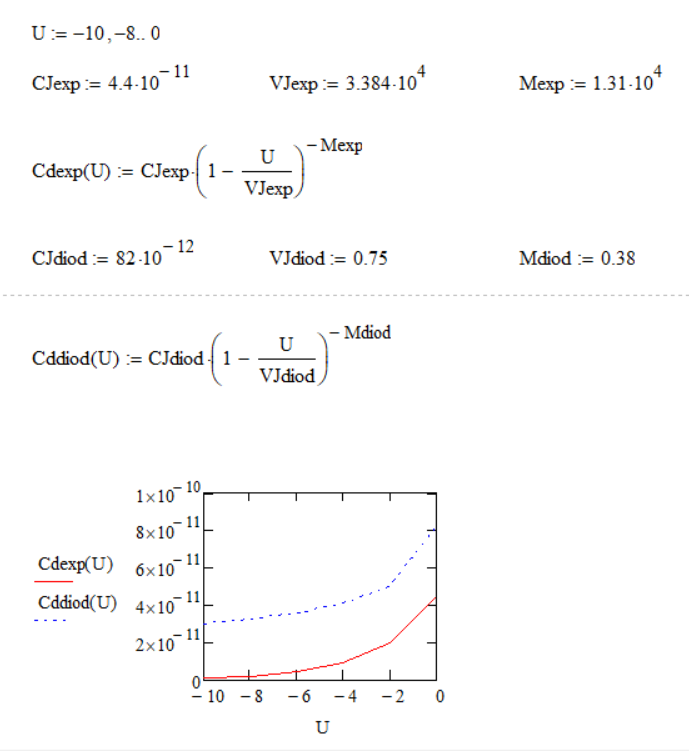 U := −10 , −8 .. 0
CJexp := 4.4·10^−11 VJexp := 3.384·10^4 Mexp := 1.31·10^4
Cdexp(U) := CJexp·(1 − U/VJexp)^−Mexp
CJdiod := 82·10^−12 VJdiod := 0.75 Mdiod := 0.38
Cddiod(U) := CJdiod·(1 − U/VJdiod)^−Mdiod
1×10^−10
8×10^−11
Cdexp(U) 6×10^−11
Cddiod(U) 4×10^−11
2×10^−11
0
−10 −8 −6 −4 −2 0
U